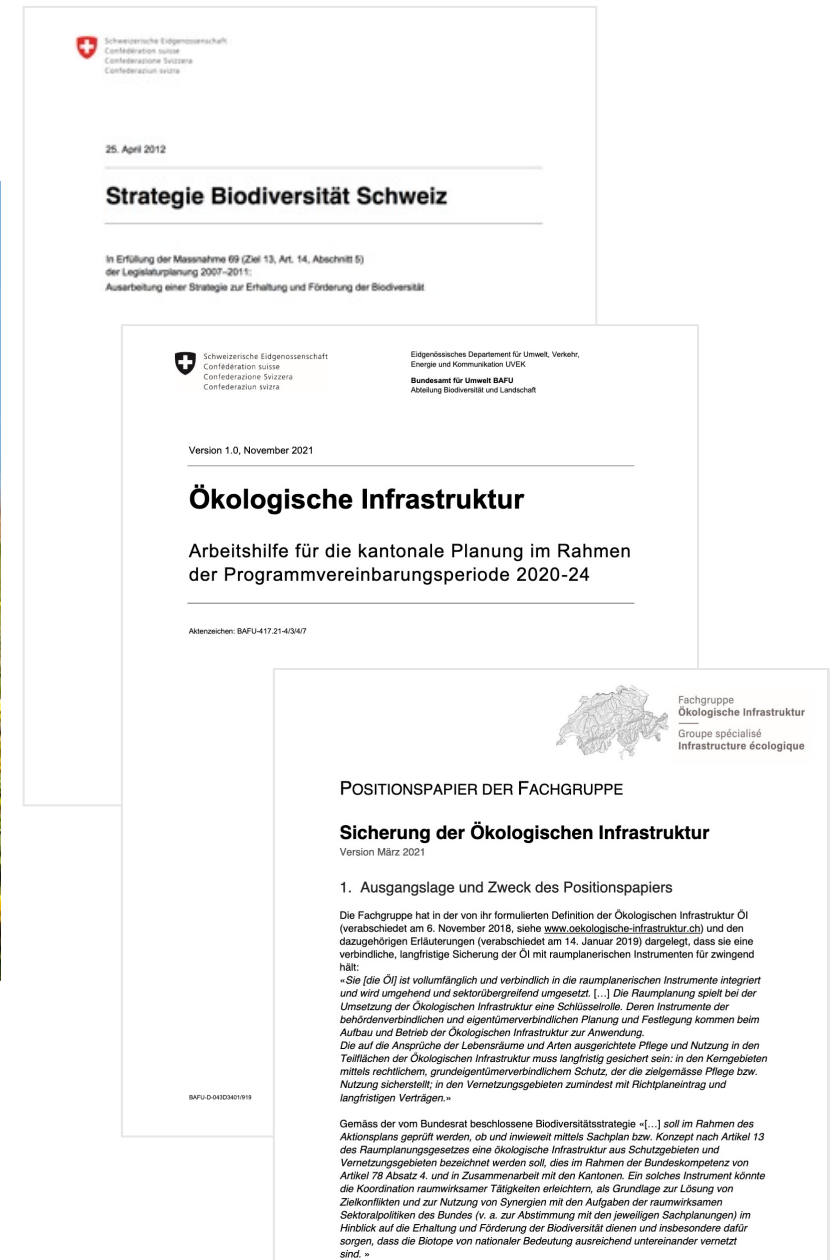 Schweizerische Eidgenossenschaft
Confédération suisse
Confederazione Svizzera
Confederaziun svizra
25. April 2012
Strategie Biodiversität Schweiz
In Erfüllung der Massnahme 69 (Ziel 13, Art. 14, Abschnitt 5)
der Legislaturplanung 2007–2011:
Ausarbeitung einer Strategie zur Erhaltung und Förderung der Biodiversität
Schweizerische Eidgenossenschaft
Confédération suisse
Confederazione Svizzera
Confederaziun svizra
Eidgenössisches Departement für Umwelt, Verkehr,
Energie und Kommunikation UVEK
Bundesamt für Umwelt BAFU
Abteilung Biodiversität und Landschaft
Version 1.0, November 2021
Ökologische Infrastruktur
Arbeitshilfe für die kantonale Planung im Rahmen
der Programmvereinbarungsperiode 2020-24
Aktenzeichen: BAFU-417.21-4/3/4/7
BAFU-D-043D3401/919
Fachgruppe
Ökologische Infrastruktur
Groupe spécialisé
Infrastructure écologique
POSITIONSPAPIER DER FACHGRUPPE
Sicherung der Ökologischen Infrastruktur
Version März 2021
1. Ausgangslage und Zweck des Positionspapiers
Die Fachgruppe hat in der von ihr formulierten Definition der Ökologischen Infrastruktur ÖI
(verabschiedet am 6. November 2018, siehe www.oekologische-infrastruktur.ch) und den
dazugehörigen Erläuterungen (verabschiedet am 14. Januar 2019) dargelegt, dass sie eine
verbindliche, langfristige Sicherung der ÖI mit raumplanerischen Instrumenten für zwingend
hält:
«Sie [die ÖI] ist vollumfänglich und verbindlich in die raumplanerischen Instrumente integriert
und wird umgehend und sektorübergreifend umgesetzt. […] Die Raumplanung spielt bei der
Umsetzung der Ökologischen Infrastruktur eine Schlüsselrolle. Deren Instrumente der
behördenverbindlichen und eigentümerverbindlichen Planung und Festlegung kommen beim
Aufbau und Betrieb der Ökologischen Infrastruktur zur Anwendung.
Die auf die Ansprüche der Lebensräume und Arten ausgerichtete Pflege und Nutzung in den
Teilflächen der Ökologischen Infrastruktur muss langfristig gesichert sein: in den Kerngebieten
mittels rechtlichem, grundeigentümerverbindlichem Schutz, der die zielgemässe Pflege bzw.
Nutzung sicherstellt; in den Vernetzungsgebieten zumindest mit Richtplaneintrag und
langfristigen Verträgen.»
Gemäss der vom Bundesrat beschlossene Biodiversitätsstrategie «[…] soll im Rahmen des
Aktionsplans geprüft werden, ob und inwieweit mittels Sachplan bzw. Konzept nach Artikel 13
des Raumplanungsgesetzes eine ökologische Infrastruktur aus Schutzgebieten und
Vernetzungsgebieten bezeichnet werden soll, dies im Rahmen der Bundeskompetenz von
Artikel 78 Absatz 4. und in Zusammenarbeit mit den Kantonen. Ein solches Instrument könnte
die Koordination raumwirksamer Tätigkeiten erleichtern, als Grundlage zur Lösung von
Zielkonflikten und zur Nutzung von Synergien mit den Aufgaben der raumwirksamen
Sektoralpolitiken des Bundes (v. a. zur Abstimmung mit den jeweiligen Sachplanungen) im
Hinblick auf die Erhaltung und Förderung der Biodiversität dienen und insbesondere dafür
sorgen, dass die Biotope von nationaler Bedeutung ausreichend untereinander vernetzt
sind. »